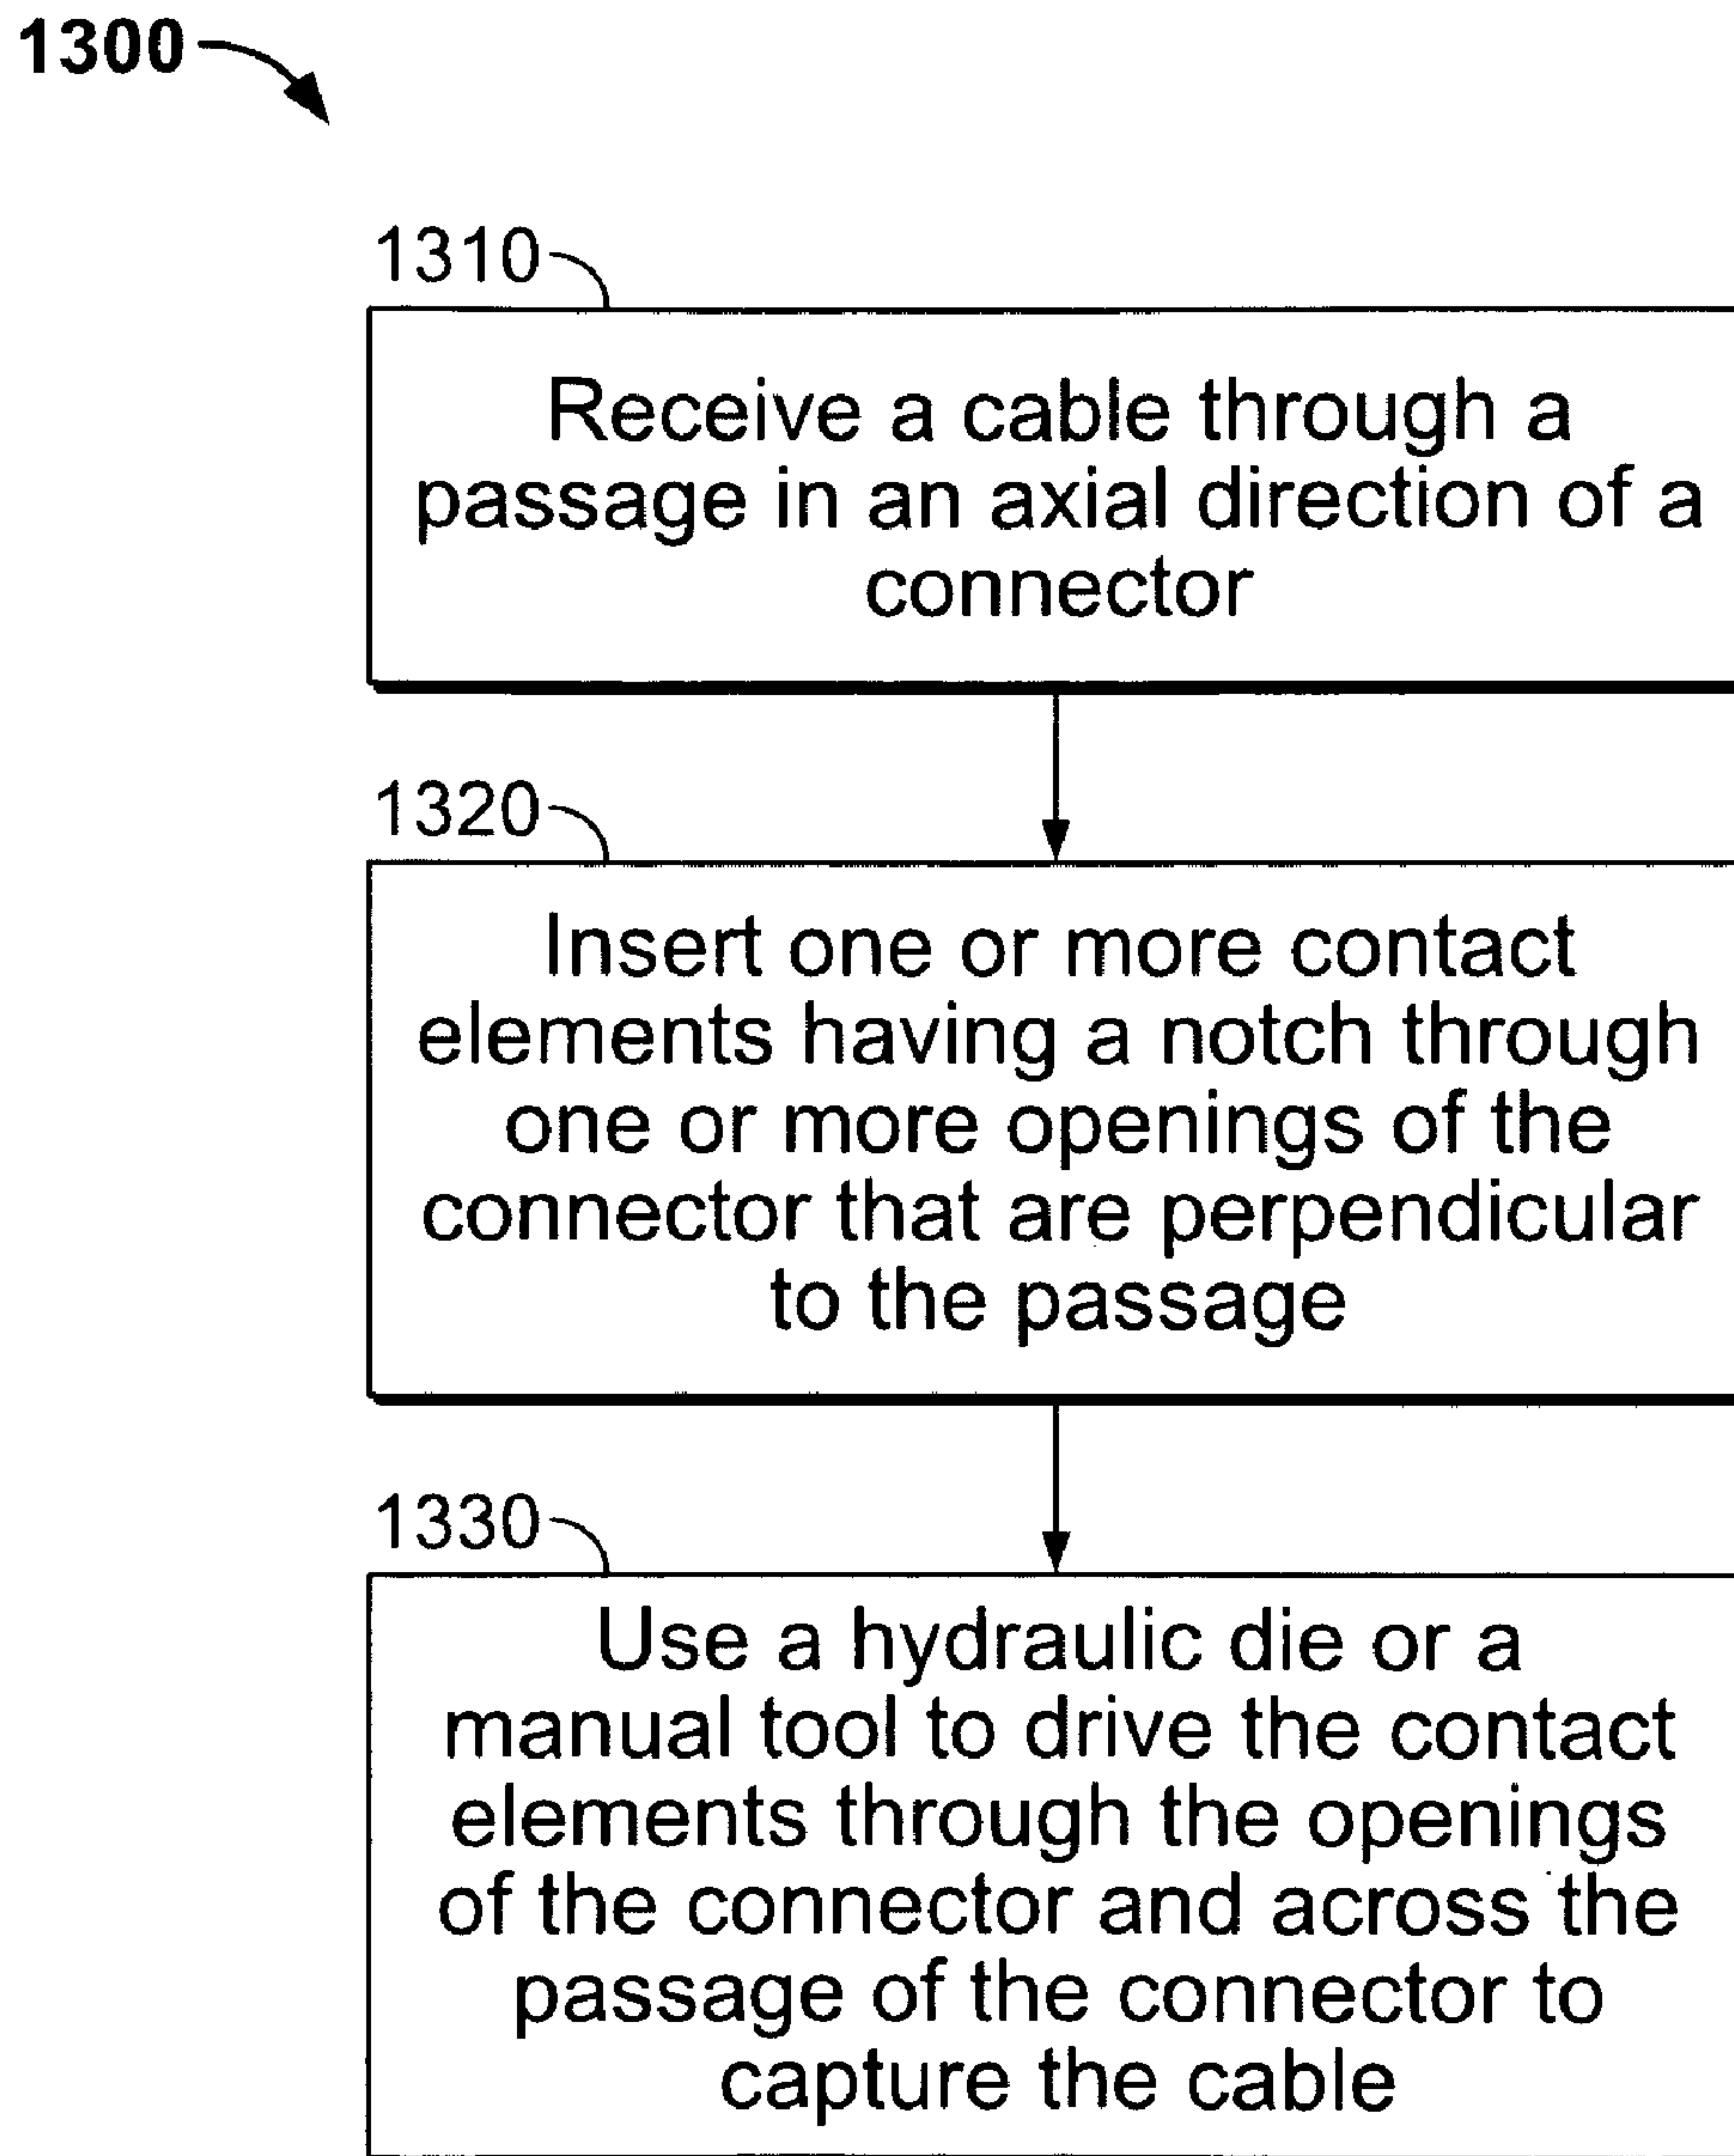 1300
1310
Receive a cable through a
passage in an axial direction of a
connector
1320
Insert one or more contact
elements having a notch through
one or more openings of the
connector that are perpendicular
to the passage
1330
Use a hydraulic die or a
manual tool to drive the contact
elements through the openings
of the connector and across the
passage of the connector to
capture the cable